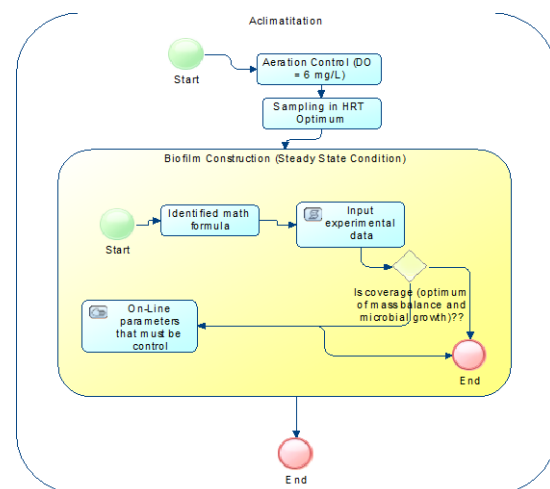 Aclimatitation
Start
Aeration Control (DO
= 6 mg/L)
Sampling in HRT
Optimum
Biofilm Construction (Steady State Condition)
Start
Identified math
formula
Input
experimental
data
Is coverage (optimum
of mass balance and
microbial growth)??
On-Line
parameters
that must be
control
End
End